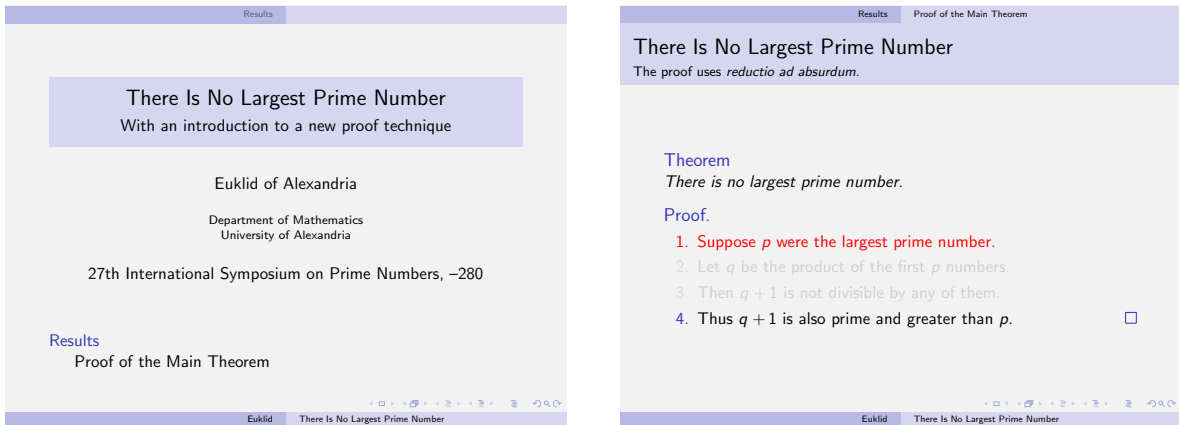 Results
There Is No Largest Prime Number
With an introduction to a new proof technique
Euklid of Alexandria
Department of Mathematics
University of Alexandria
27th International Symposium on Prime Numbers, –280
Results
Proof of the Main Theorem
Euklid There Is No Largest Prime Number
Results Proof of the Main Theorem
There Is No Largest Prime Number
The proof uses reductio ad absurdum.
Theorem
There is no largest prime number.
Proof.
1. Suppose p were the largest prime number.
2. Let q be the product of the first p numbers.
3. Then q + 1 is not divisible by any of them.
4. Thus q + 1 is also prime and greater than p. □
Euklid There Is No Largest Prime Number